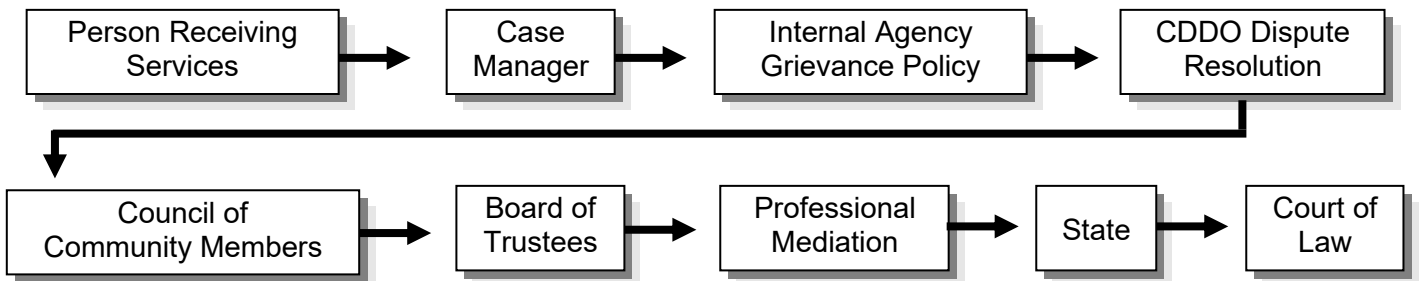 Person Receiving
Services
Case
Manager
Internal Agency
Grievance Policy
CDDO Dispute
Resolution
Council of
Community Members
Board of
Trustees
Professional
Mediation
State
Court of
Law